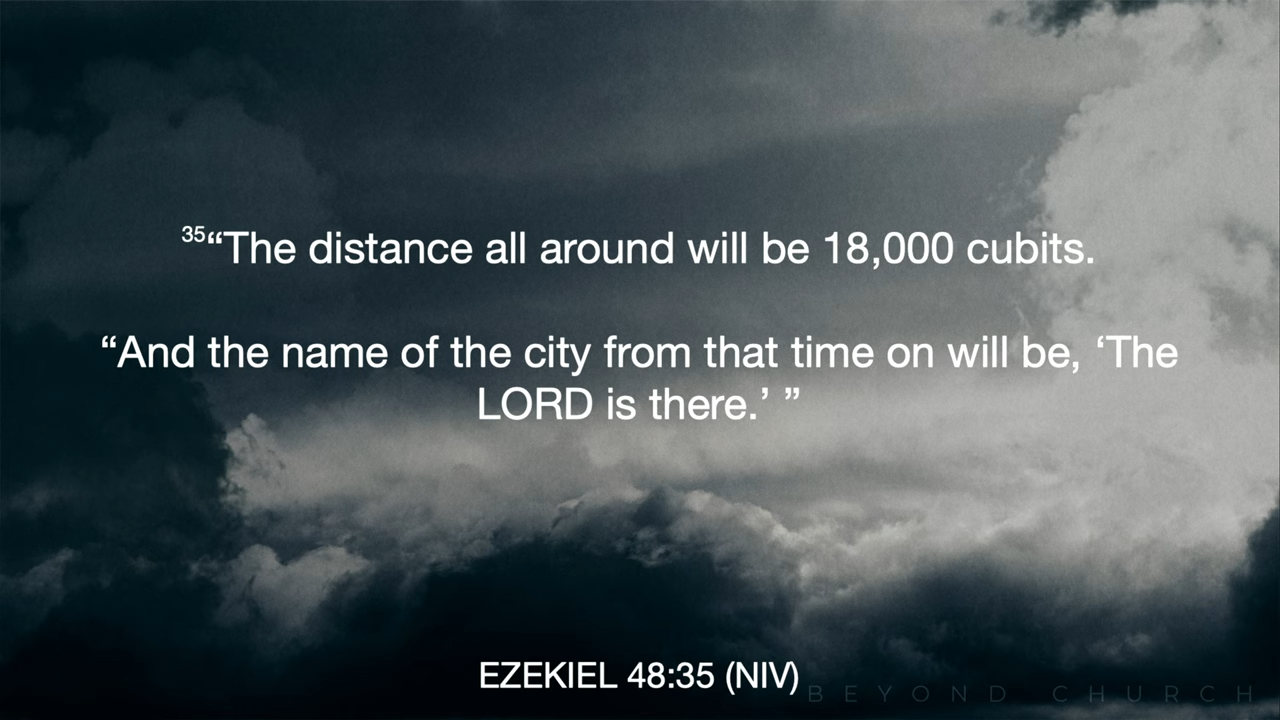 35“The distance all around will be 18,000 cubits.
“And the name of the city from that time on will be, ‘The
LORD is there.’ ”
EZEKIEL 48:35 (NIV)
BEYOND CHURCH